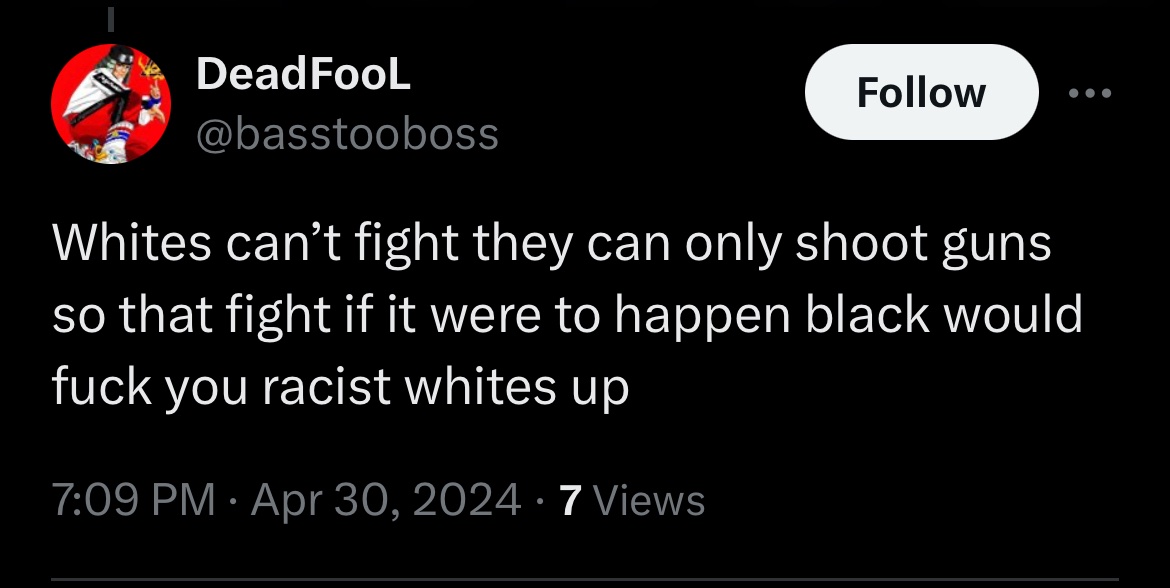 DeadFooL
@basstooboss
Follow
Whites can’t fight they can only shoot guns
so that fight if it were to happen black would
fuck you racist whites up
7:09 PM · Apr 30, 2024 · 7 Views